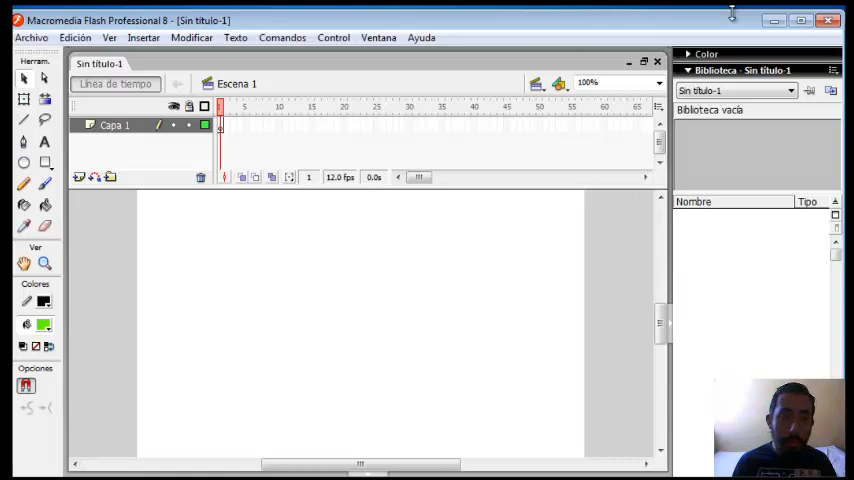 Macromedia Flash Professional 8 - [Sin título-1]
Archivo Edición Ver Insertar Modificar Texto Comandos Control Ventana Ayuda
Herram.
Sin título-1
Línea de tiempo
Escena 1
100%
1 5 10 15 20 25 30 35 40 45 50 55 60 65
Capa 1
1 12.0 fps 0.0s
Ver
Colores
Opciones
Color
Biblioteca - Sin título-1
Sin título-1
Biblioteca vacía
Nombre Tipo